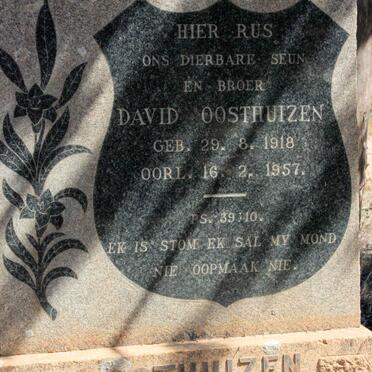 HIER RUS
ONS DIERBARE SEUN
EN BROER
DAVID OOSTHUIZEN
GEB. 29. 8. 1918
OORL. 16. 2. 1957.
PS. 39:10.
EK IS STOM EK SAL MY MOND
NIE OOPMAAK NIE.
OOSTHUIZEN